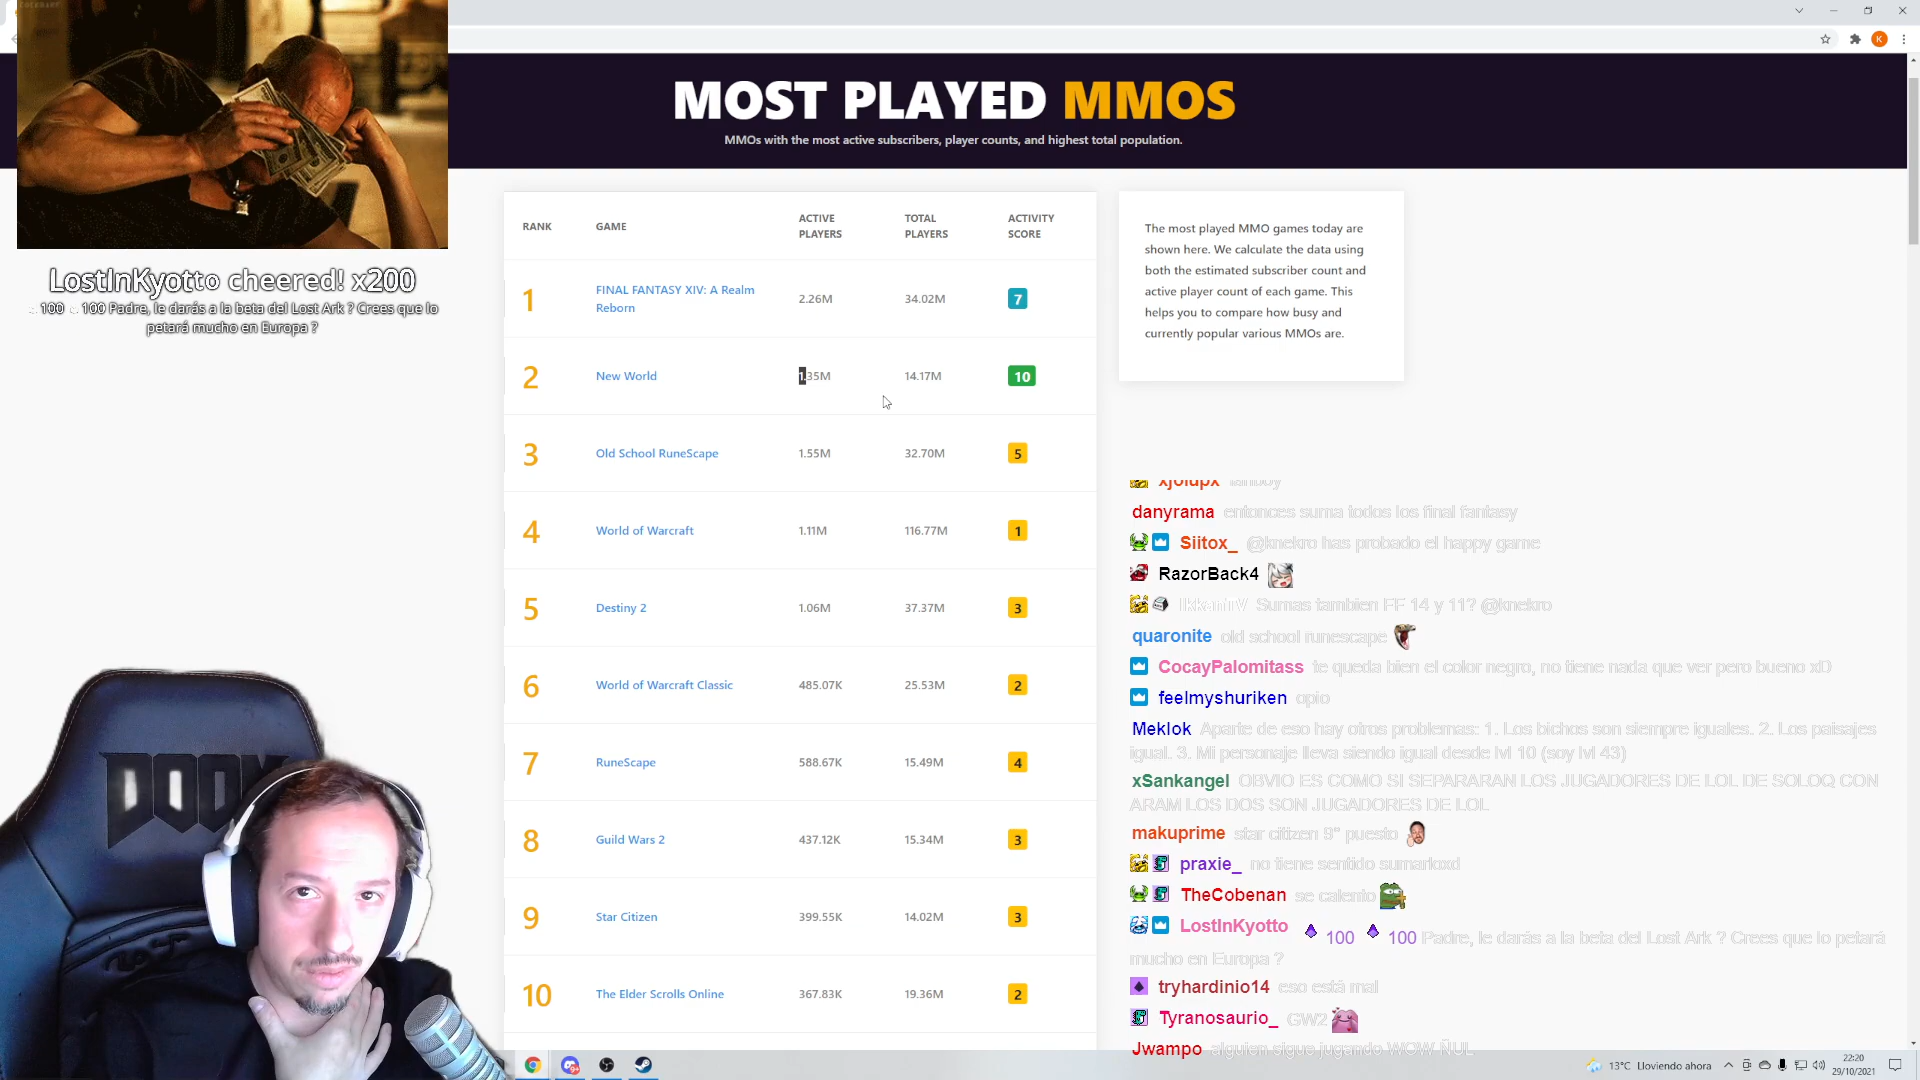 MOST PLAYED MMOS
MMOs with the most active subscribers, player counts, and highest total population.
LostInKyotto cheered! x200
100 100 Padre, le darás a la beta del Lost Ark ? Crees que lo
petará mucho en Europa ?
RANK GAME ACTIVE PLAYERS TOTAL PLAYERS ACTIVITY SCORE
1 FINAL FANTASY XIV: A Realm Reborn 2.26M 34.02M 7
2 New World 1.35M 14.17M 10
3 Old School RuneScape 1.55M 32.70M 5
4 World of Warcraft 1.11M 116.77M 1
5 Destiny 2 1.06M 37.37M 3
6 World of Warcraft Classic 485.07K 25.53M 2
7 RuneScape 588.67K 15.49M 4
8 Guild Wars 2 437.12K 15.34M 3
9 Star Citizen 399.55K 14.02M 3
10 The Elder Scrolls Online 367.83K 19.36M 2
The most played MMO games today are
shown here. We calculate the data using
both the estimated subscriber count and
active player count of each game. This
helps you to compare how busy and
currently popular various MMOs are.
xjolupx fanboy
danyrama entonces suma todos los final fantasy
Siitox_ @knekro has probado el happy game
RazorBack4
Sumas tambien FF 14 y 11? @knekro
quaronite old school runescape
CocayPalomitass te queda bien el color negro, no tiene nada que ver pero bueno xD
feelmyshuriken opio
Meklok Aparte de eso hay otros problemas: 1. Los bichos son siempre iguales. 2. Los paisajes
igual. 3. Mi personaje lleva siendo igual desde lvl 10 (soy lvl 43)
xSankangel OBVIO ES COMO SI SEPARARAN LOS JUGADORES DE LOL DE SOLOQ CON
ARAM LOS DOS SON JUGADORES DE LOL
makuprime star citizen 9º puesto
praxie_ no tiene sentido sumarloxd
TheCobenan se calento
LostInKyotto 100 100 Padre, le darás a la beta del Lost Ark ? Crees que lo petará
mucho en Europa ?
tryhardinio14 eso está mal
Tyranosaurio_ GW2
Jwampo alguien sigue jugando WOW ÑUL
DOOM
K
13°C Lloviendo ahora
22:20
29/10/2021